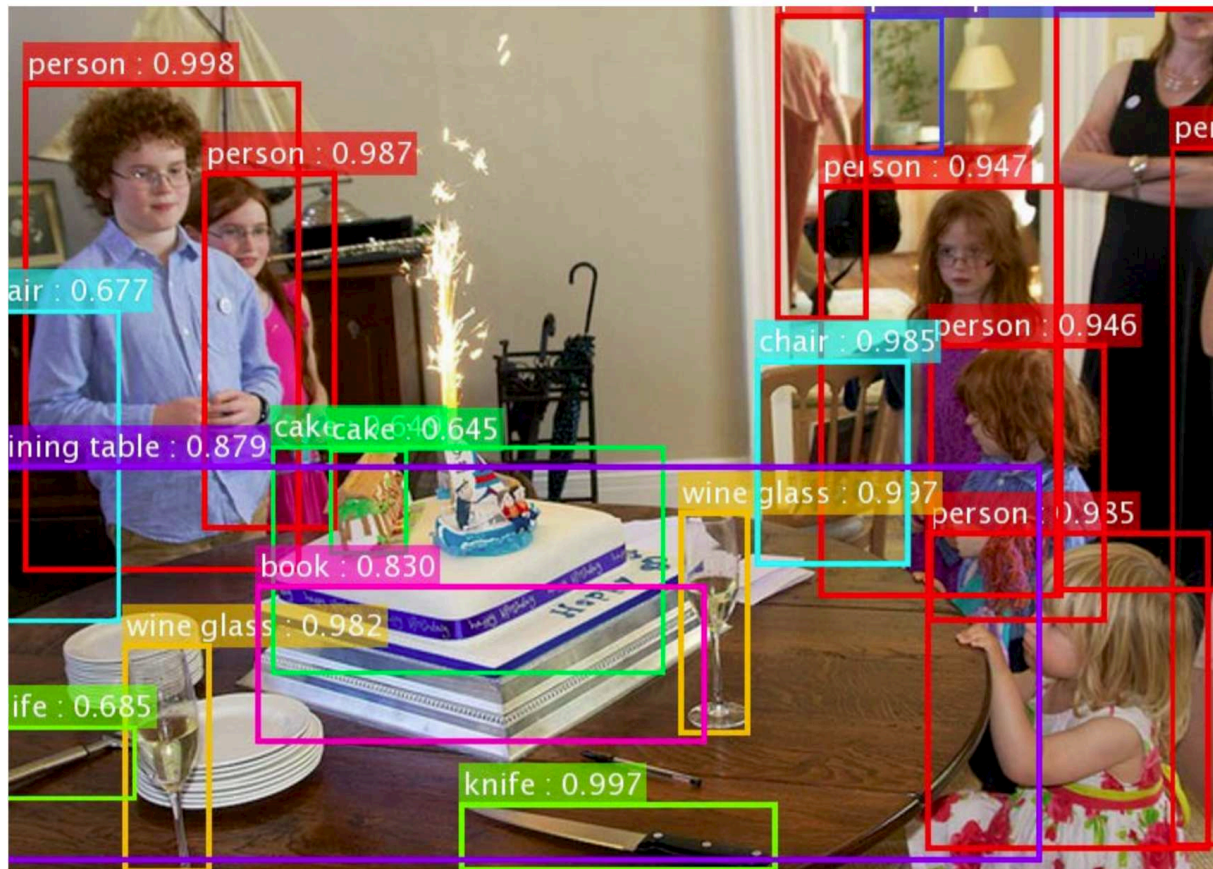 person : 0.998
person : 0.987
person : 0.947
per
air : 0.677
person : 0.946
chair : 0.985
cake
cake : 0.645
ining table : 0.879
wine glass : 0.997
person : 0.985
book : 0.830
Happy
wine glass : 0.982
ife : 0.685
knife : 0.997